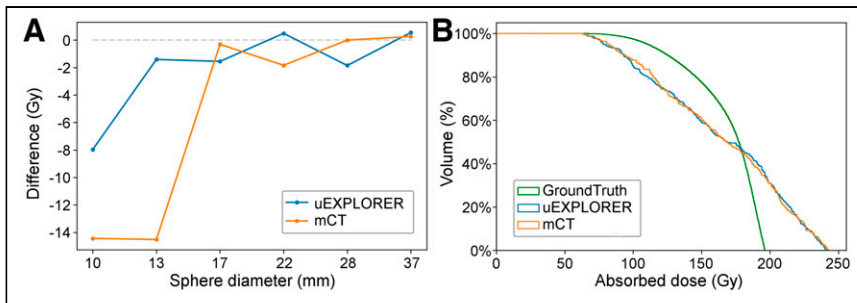 A
Difference (Gy)
0
-2
-4
-6
-8
-10
-12
-14
uEXPLORER
mCT
10 13 17 22 28 37
Sphere diameter (mm)
B
Volume (%)
100%
80%
60%
40%
20%
0%
GroundTruth
uEXPLORER
mCT
0 50 100 150 200 250
Absorbed dose (Gy)